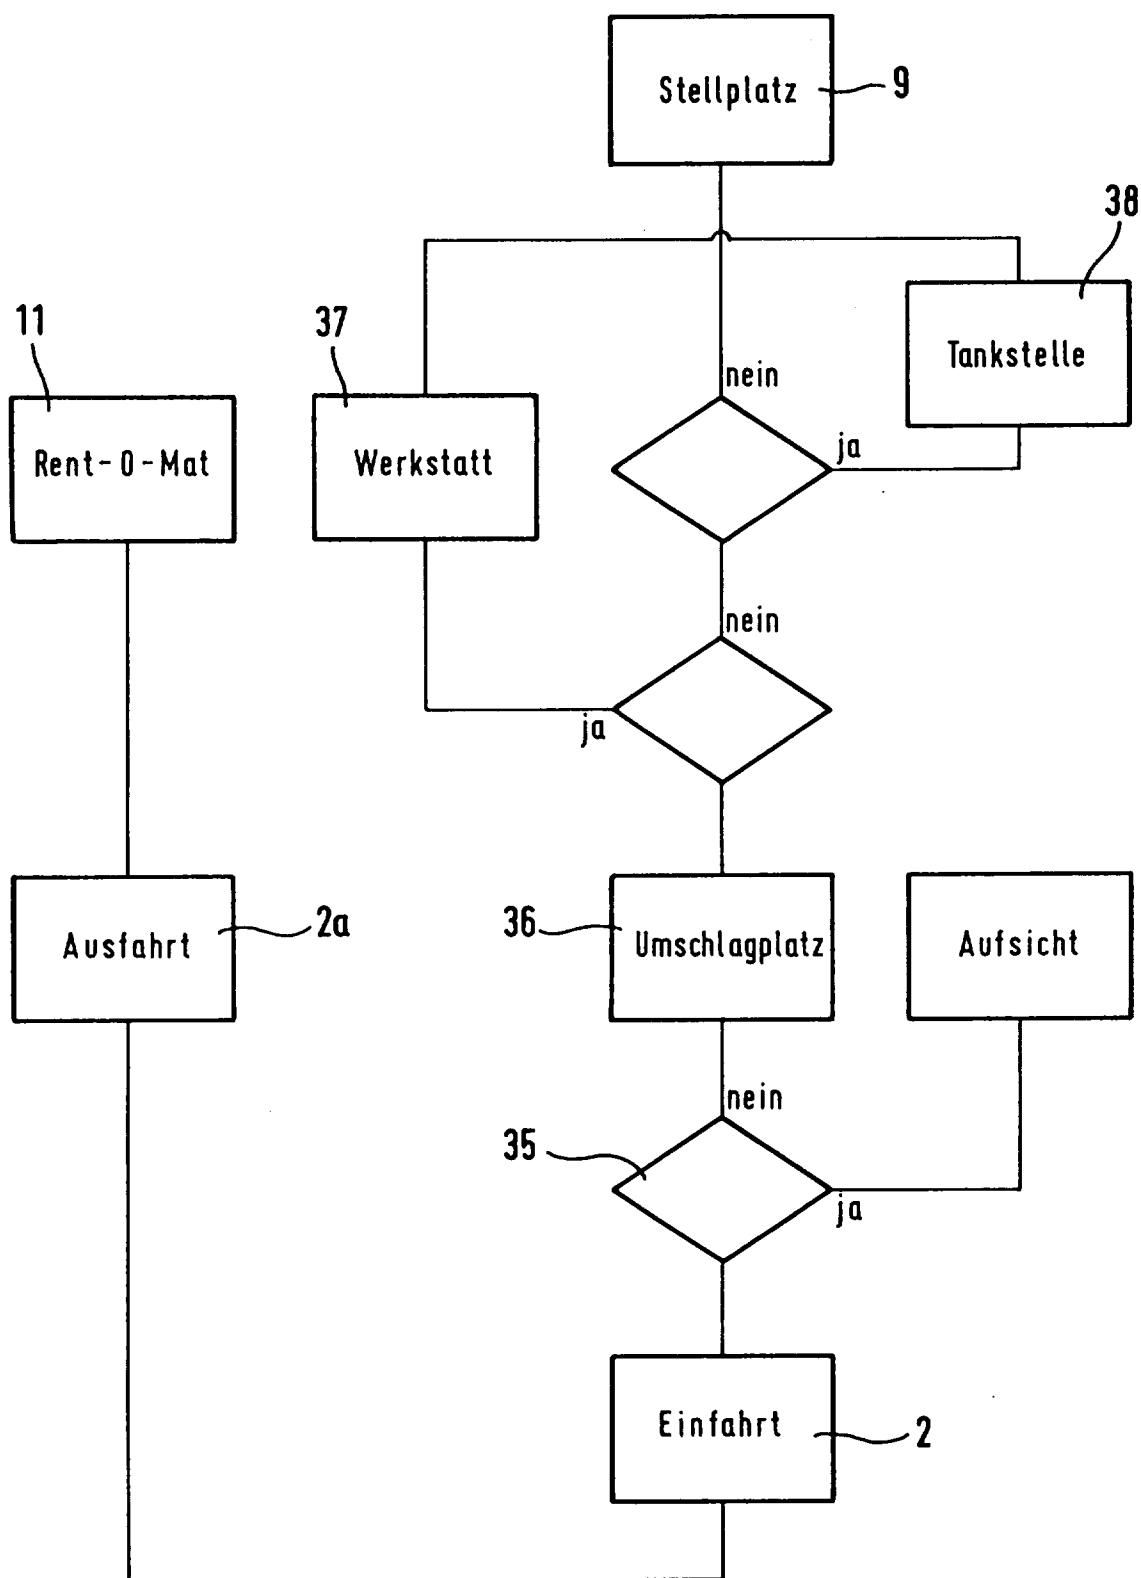 Stellplatz
9
38
11
37
Tankstelle
nein
ja
Rent-O-Mat
Werkstatt
nein
ja
2a
36
Ausfahrt
Umschlagplatz
Aufsicht
nein
35
ja
Einfahrt
2